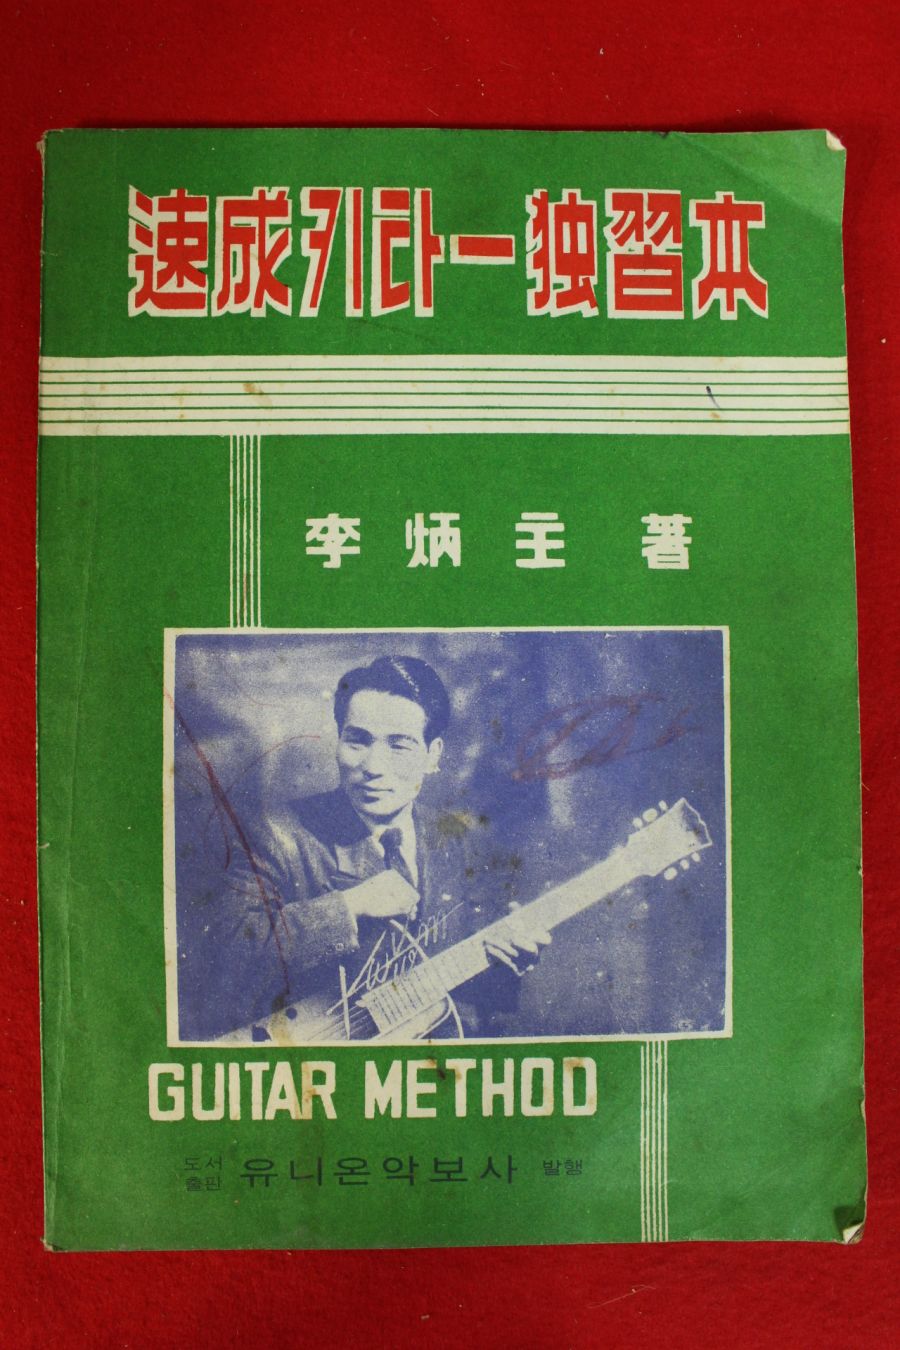 速成키타ー独習本
李炳主 著
GUITAR METHOD
도서
출판 유니온악보사 발행